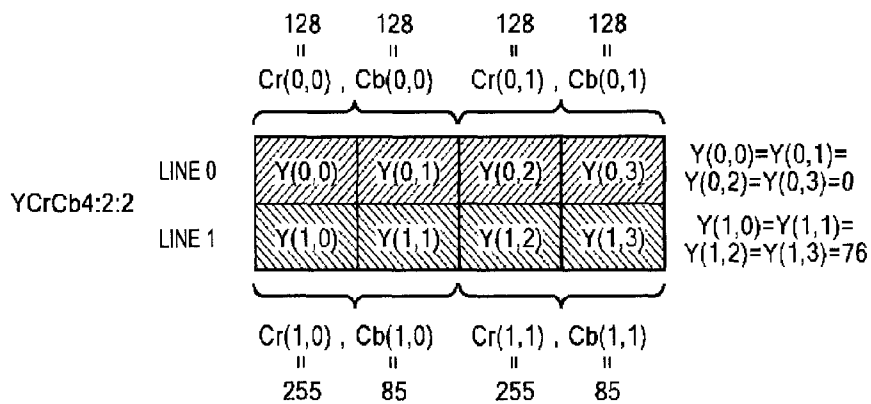 128 128 128 128
= = = =
Cr(0,0) , Cb(0,0) Cr(0,1) , Cb(0,1)
LINE 0 Y(0,0) Y(0,1) Y(0,2) Y(0,3) Y(0,0)=Y(0,1)=
Y(0,2)=Y(0,3)=0
YCrCb4:2:2
LINE 1 Y(1,0) Y(1,1) Y(1,2) Y(1,3) Y(1,0)=Y(1,1)=
Y(1,2)=Y(1,3)=76
Cr(1,0) , Cb(1,0) Cr(1,1) , Cb(1,1)
= = = =
255 85 255 85